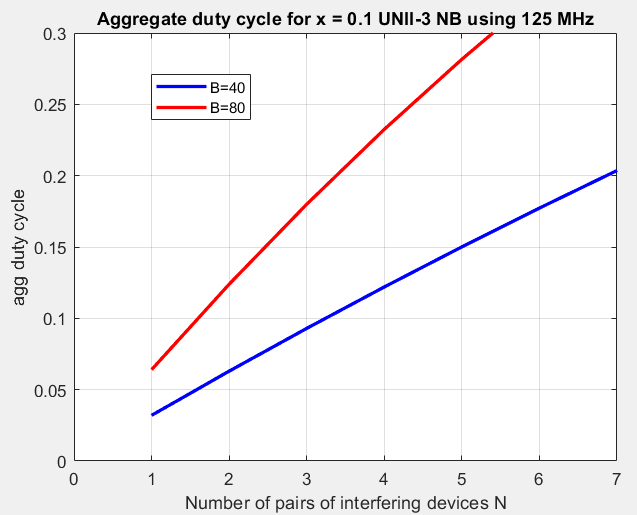 Aggregate duty cycle for x = 0.1 UNII-3 NB using 125 MHz
0.3
B=40
B=80
0.25
0.2
0.15
0.1
0.05
0
agg duty cycle
0 1 2 3 4 5 6 7
Number of pairs of interfering devices N